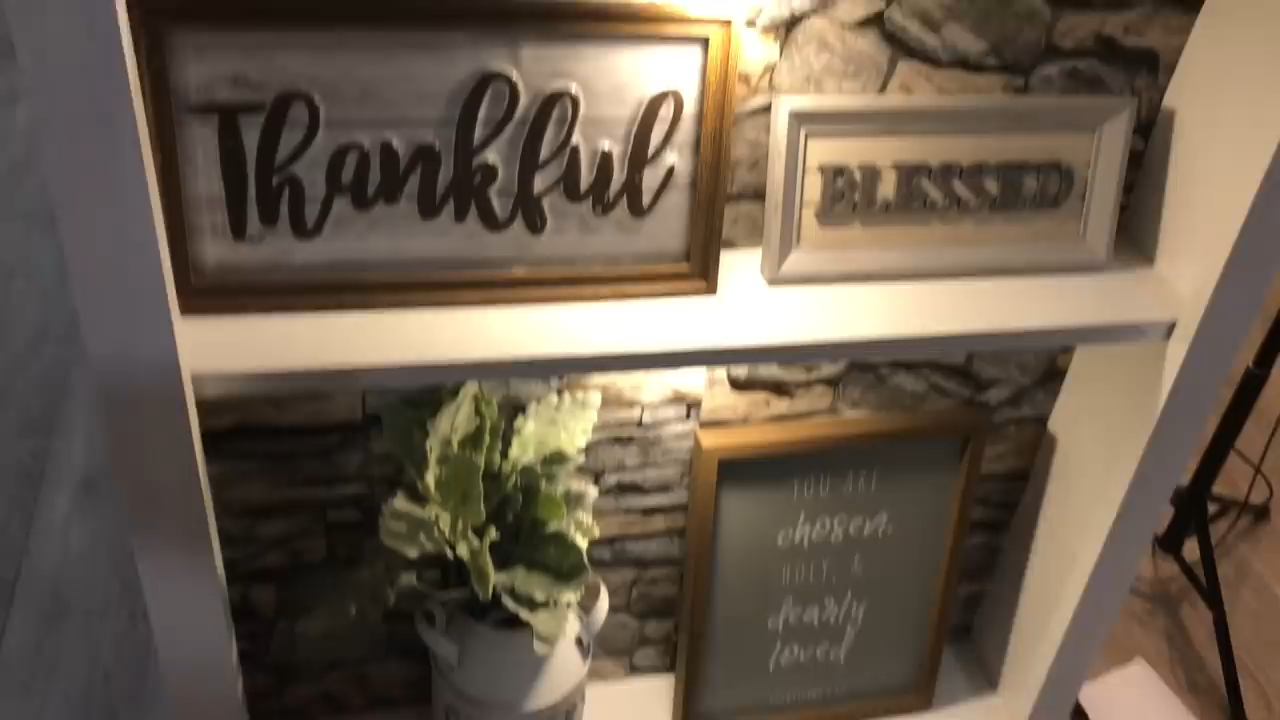 Thankful
BLESSED
YOU ARE
chosen,
HOLY, &
dearly
loved